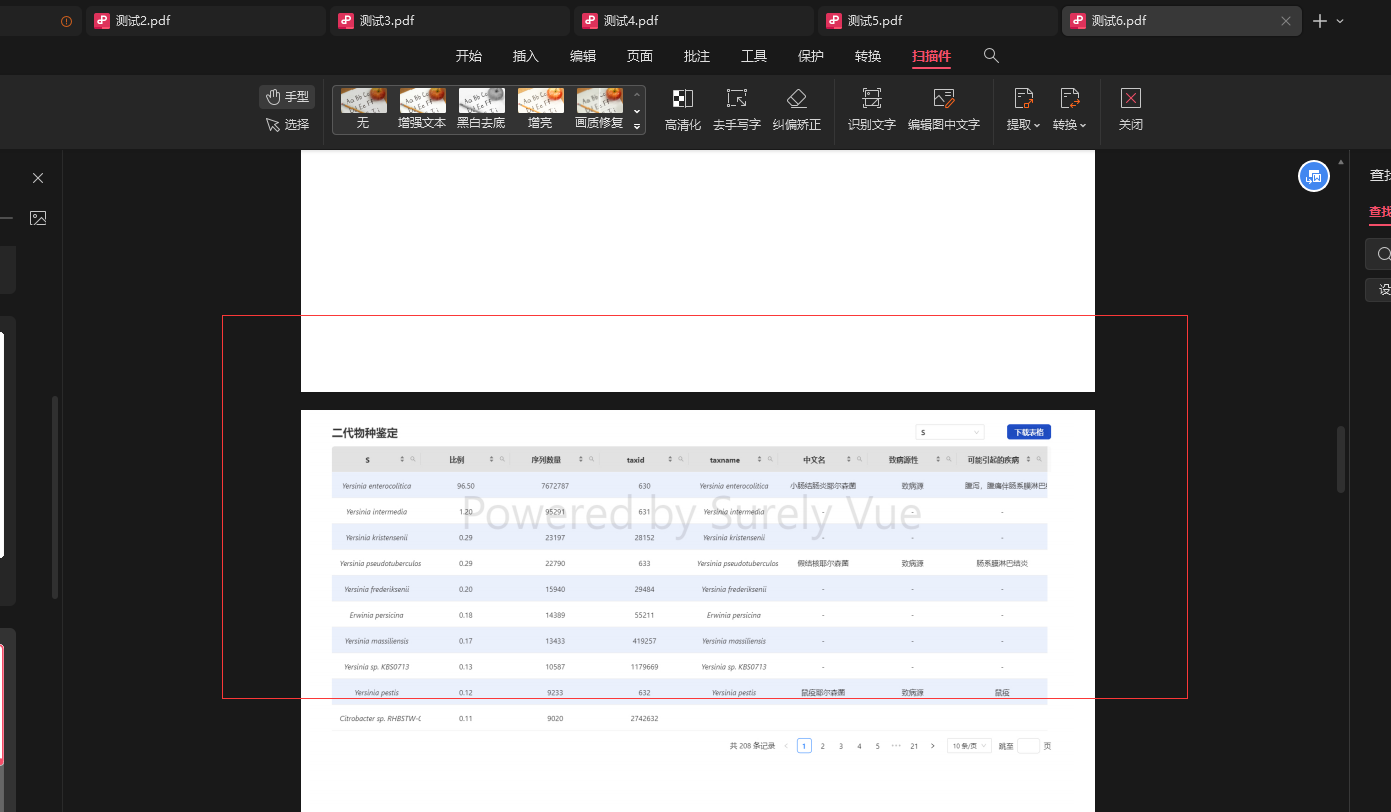 测试2.pdf 测试3.pdf 测试4.pdf 测试5.pdf 测试6.pdf
开始 插入 编辑 页面 批注 工具 保护 转换 扫描件
手型
选择
无 增强文本 黑白去底 增亮 画质修复
高清化 去手写字 纠偏矫正 识别文字 编辑图中文字 提取 转换 关闭
查找
查找
设
二代物种鉴定 S 下载表格
S 比例 序列数量 taxid taxname 中文名 致病源性 可能引起的疾病
Yersinia enterocolitica 96.50 7672787 630 Yersinia enterocolitica 小肠结肠炎耶尔森菌 致病源 腹泻，腹痛伴肠系膜淋巴
Yersinia intermedia 1.20 95291 631 Yersinia intermedia - - -
Powered by Surely Vue
Yersinia kristensenii 0.29 23197 28152 Yersinia kristensenii - - -
Yersinia pseudotuberculos 0.29 22790 633 Yersinia pseudotuberculos 假结核耶尔森菌 致病源 肠系膜淋巴结炎
Yersinia frederiksenii 0.20 15940 29484 Yersinia frederiksenii - - -
Erwinia persicina 0.18 14389 55211 Erwinia persicina - - -
Yersinia massiliensis 0.17 13433 419257 Yersinia massiliensis - - -
Yersinia sp. KBS0713 0.13 10587 1179669 Yersinia sp. KBS0713 - - -
Yersinia pestis 0.12 9233 632 Yersinia pestis 鼠疫耶尔森菌 致病源 鼠疫
Citrobacter sp. RHBSTW-C 0.11 9020 2742632
共 208 条记录 < 1 2 3 4 5 ••• 21 > 10 条/页 跳至 页